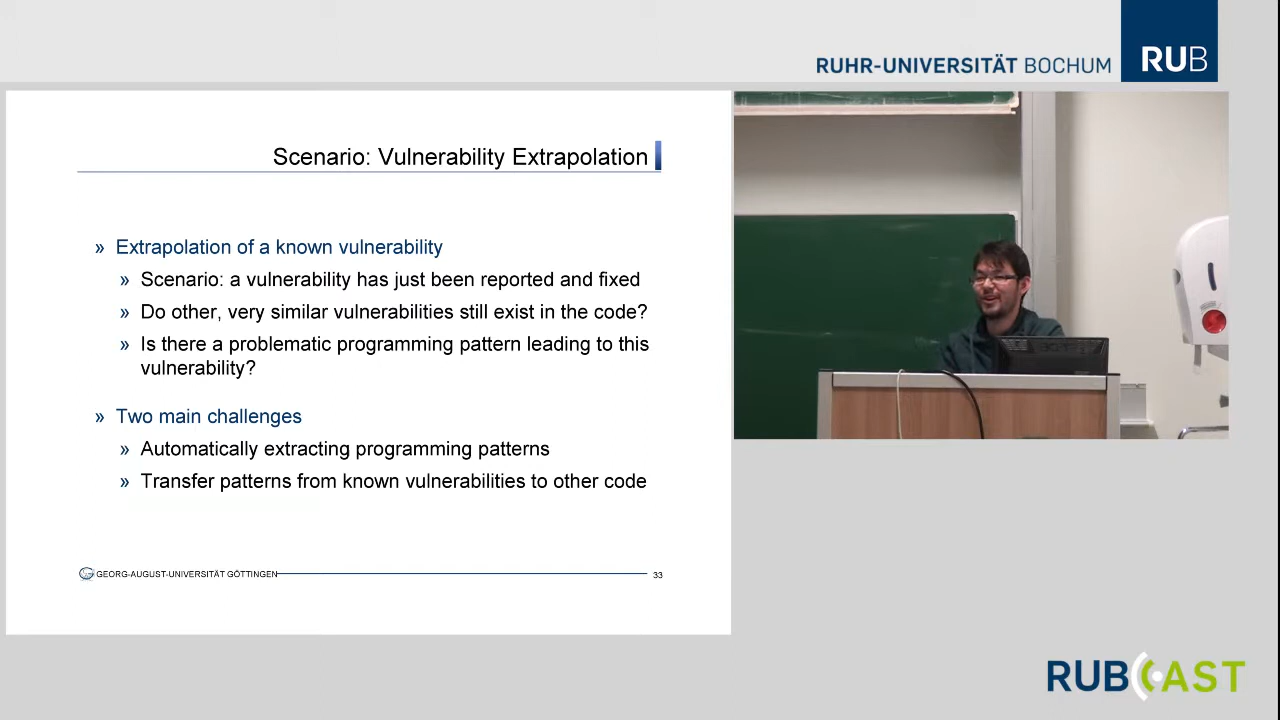 RUHR-UNIVERSITÄT BOCHUM
RUB
Scenario: Vulnerability Extrapolation
» Extrapolation of a known vulnerability
» Scenario: a vulnerability has just been reported and fixed
» Do other, very similar vulnerabilities still exist in the code?
» Is there a problematic programming pattern leading to this
vulnerability?
» Two main challenges
» Automatically extracting programming patterns
» Transfer patterns from known vulnerabilities to other code
GEORG-AUGUST-UNIVERSITÄT GÖTTINGEN
33
RUBCAST